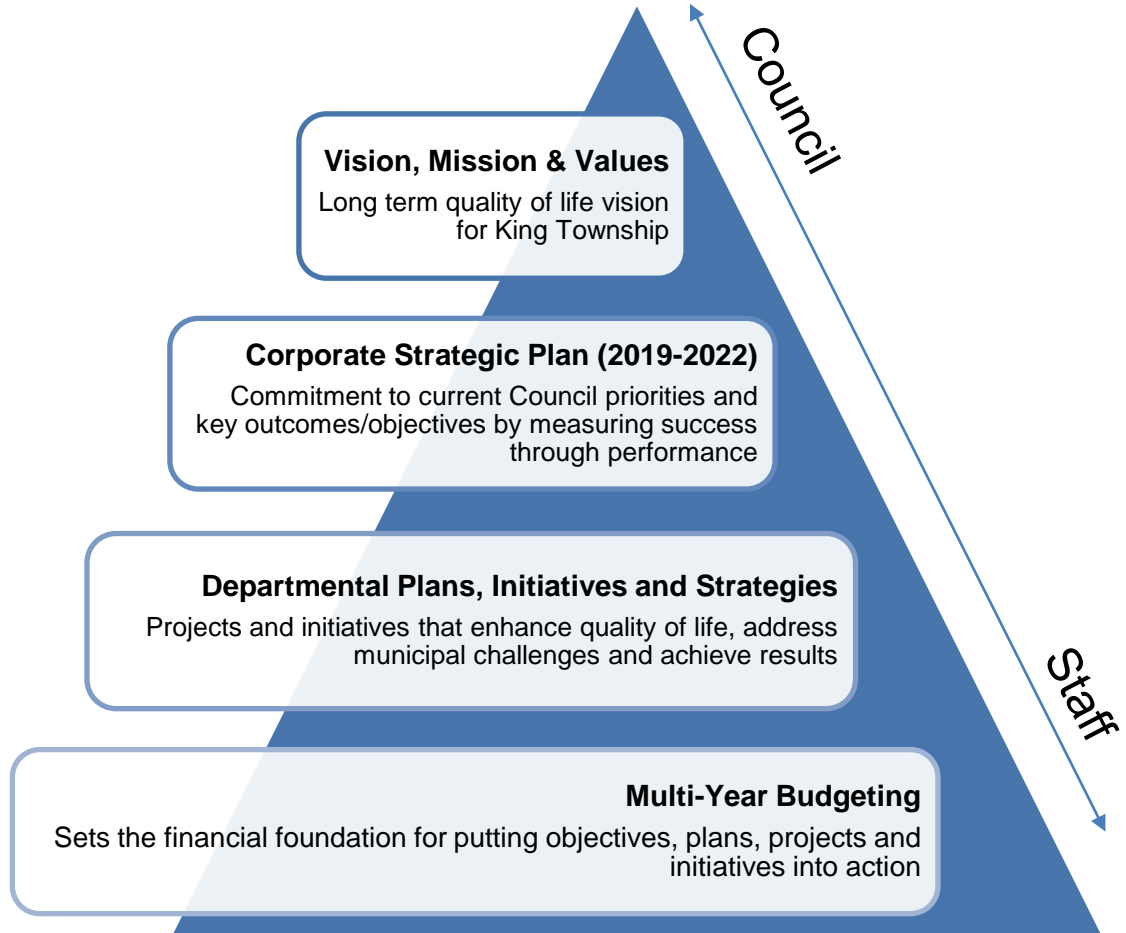 Council
Vision, Mission & Values
Long term quality of life vision
for King Township
Corporate Strategic Plan (2019-2022)
Commitment to current Council priorities and
key outcomes/objectives by measuring success
through performance
Departmental Plans, Initiatives and Strategies
Projects and initiatives that enhance quality of life, address
municipal challenges and achieve results
Staff
Multi-Year Budgeting
Sets the financial foundation for putting objectives, plans, projects and
initiatives into action